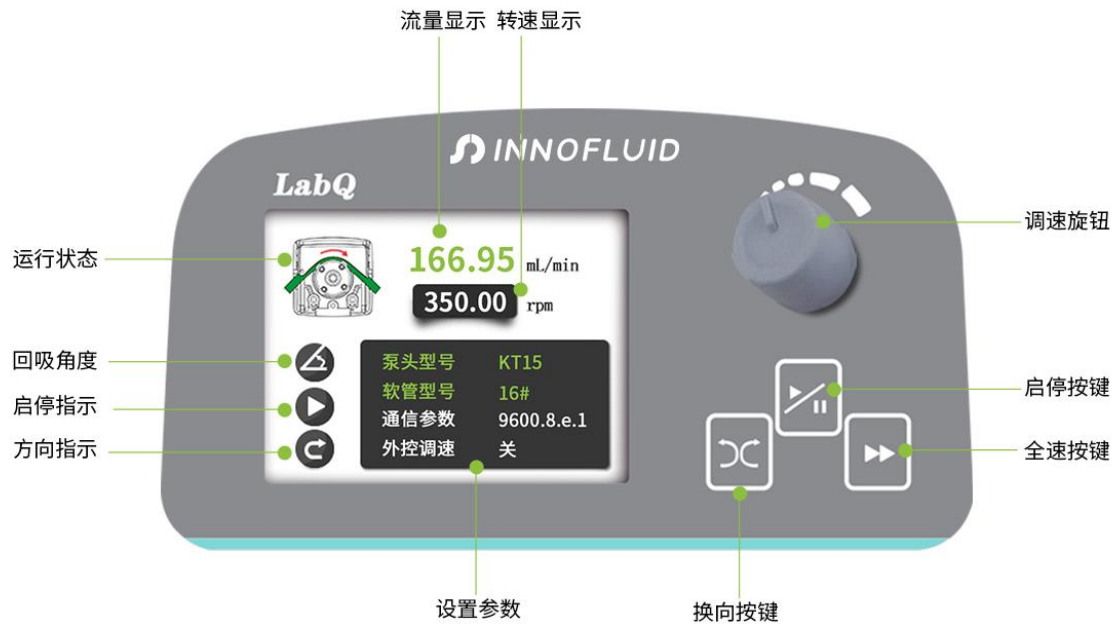 流量显示 转速显示
INNOFLUID
LabQ
调速旋钮
运行状态
166.95 mL/min
350.00 rpm
回吸角度
泵头型号 KT15
启停按键
启停指示
软管型号 16#
通信参数 9600.8.e.1
方向指示
外控调速 关
全速按键
设置参数
换向按键